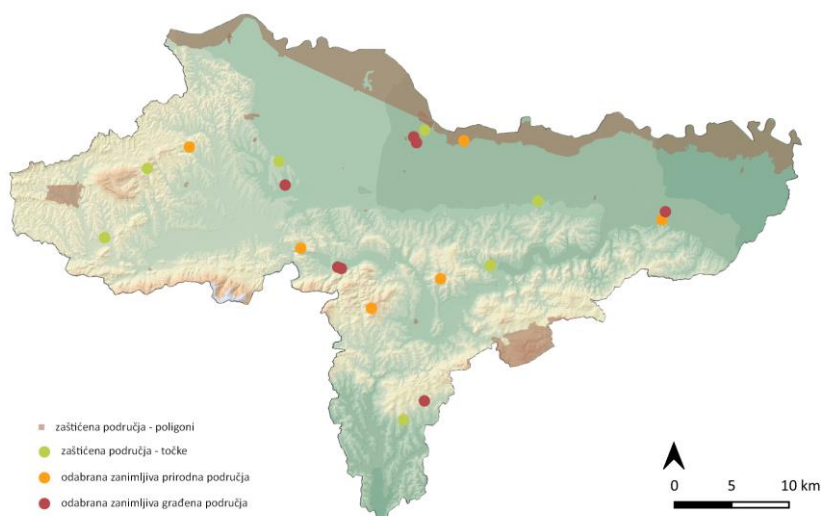 zaštićena područja - poligoni
zaštićena područja - točke
odabrana zanimljiva prirodna područja
odabrana zanimljiva građena područja
0 5 10 km